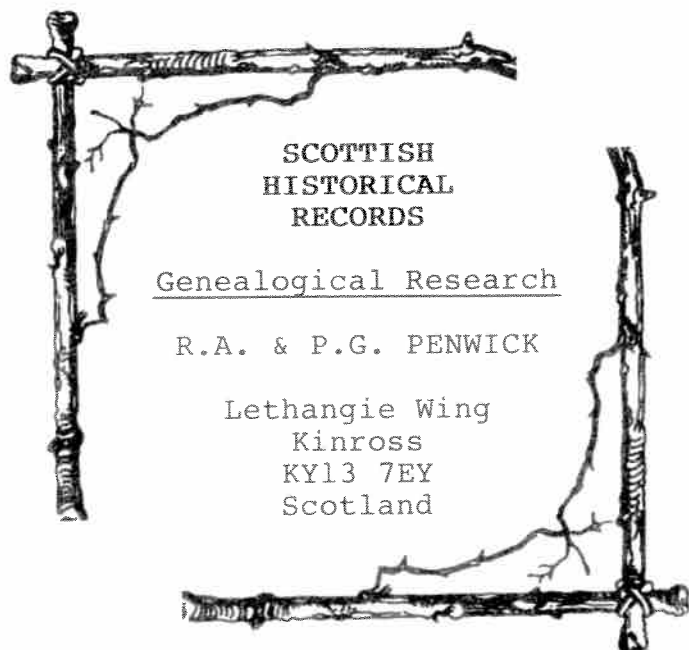 SCOTTISH
HISTORICAL
RECORDS
Genealogical Research
R.A. & P.G. PENWICK
Lethangie Wing
Kinross
KY13 7EY
Scotland